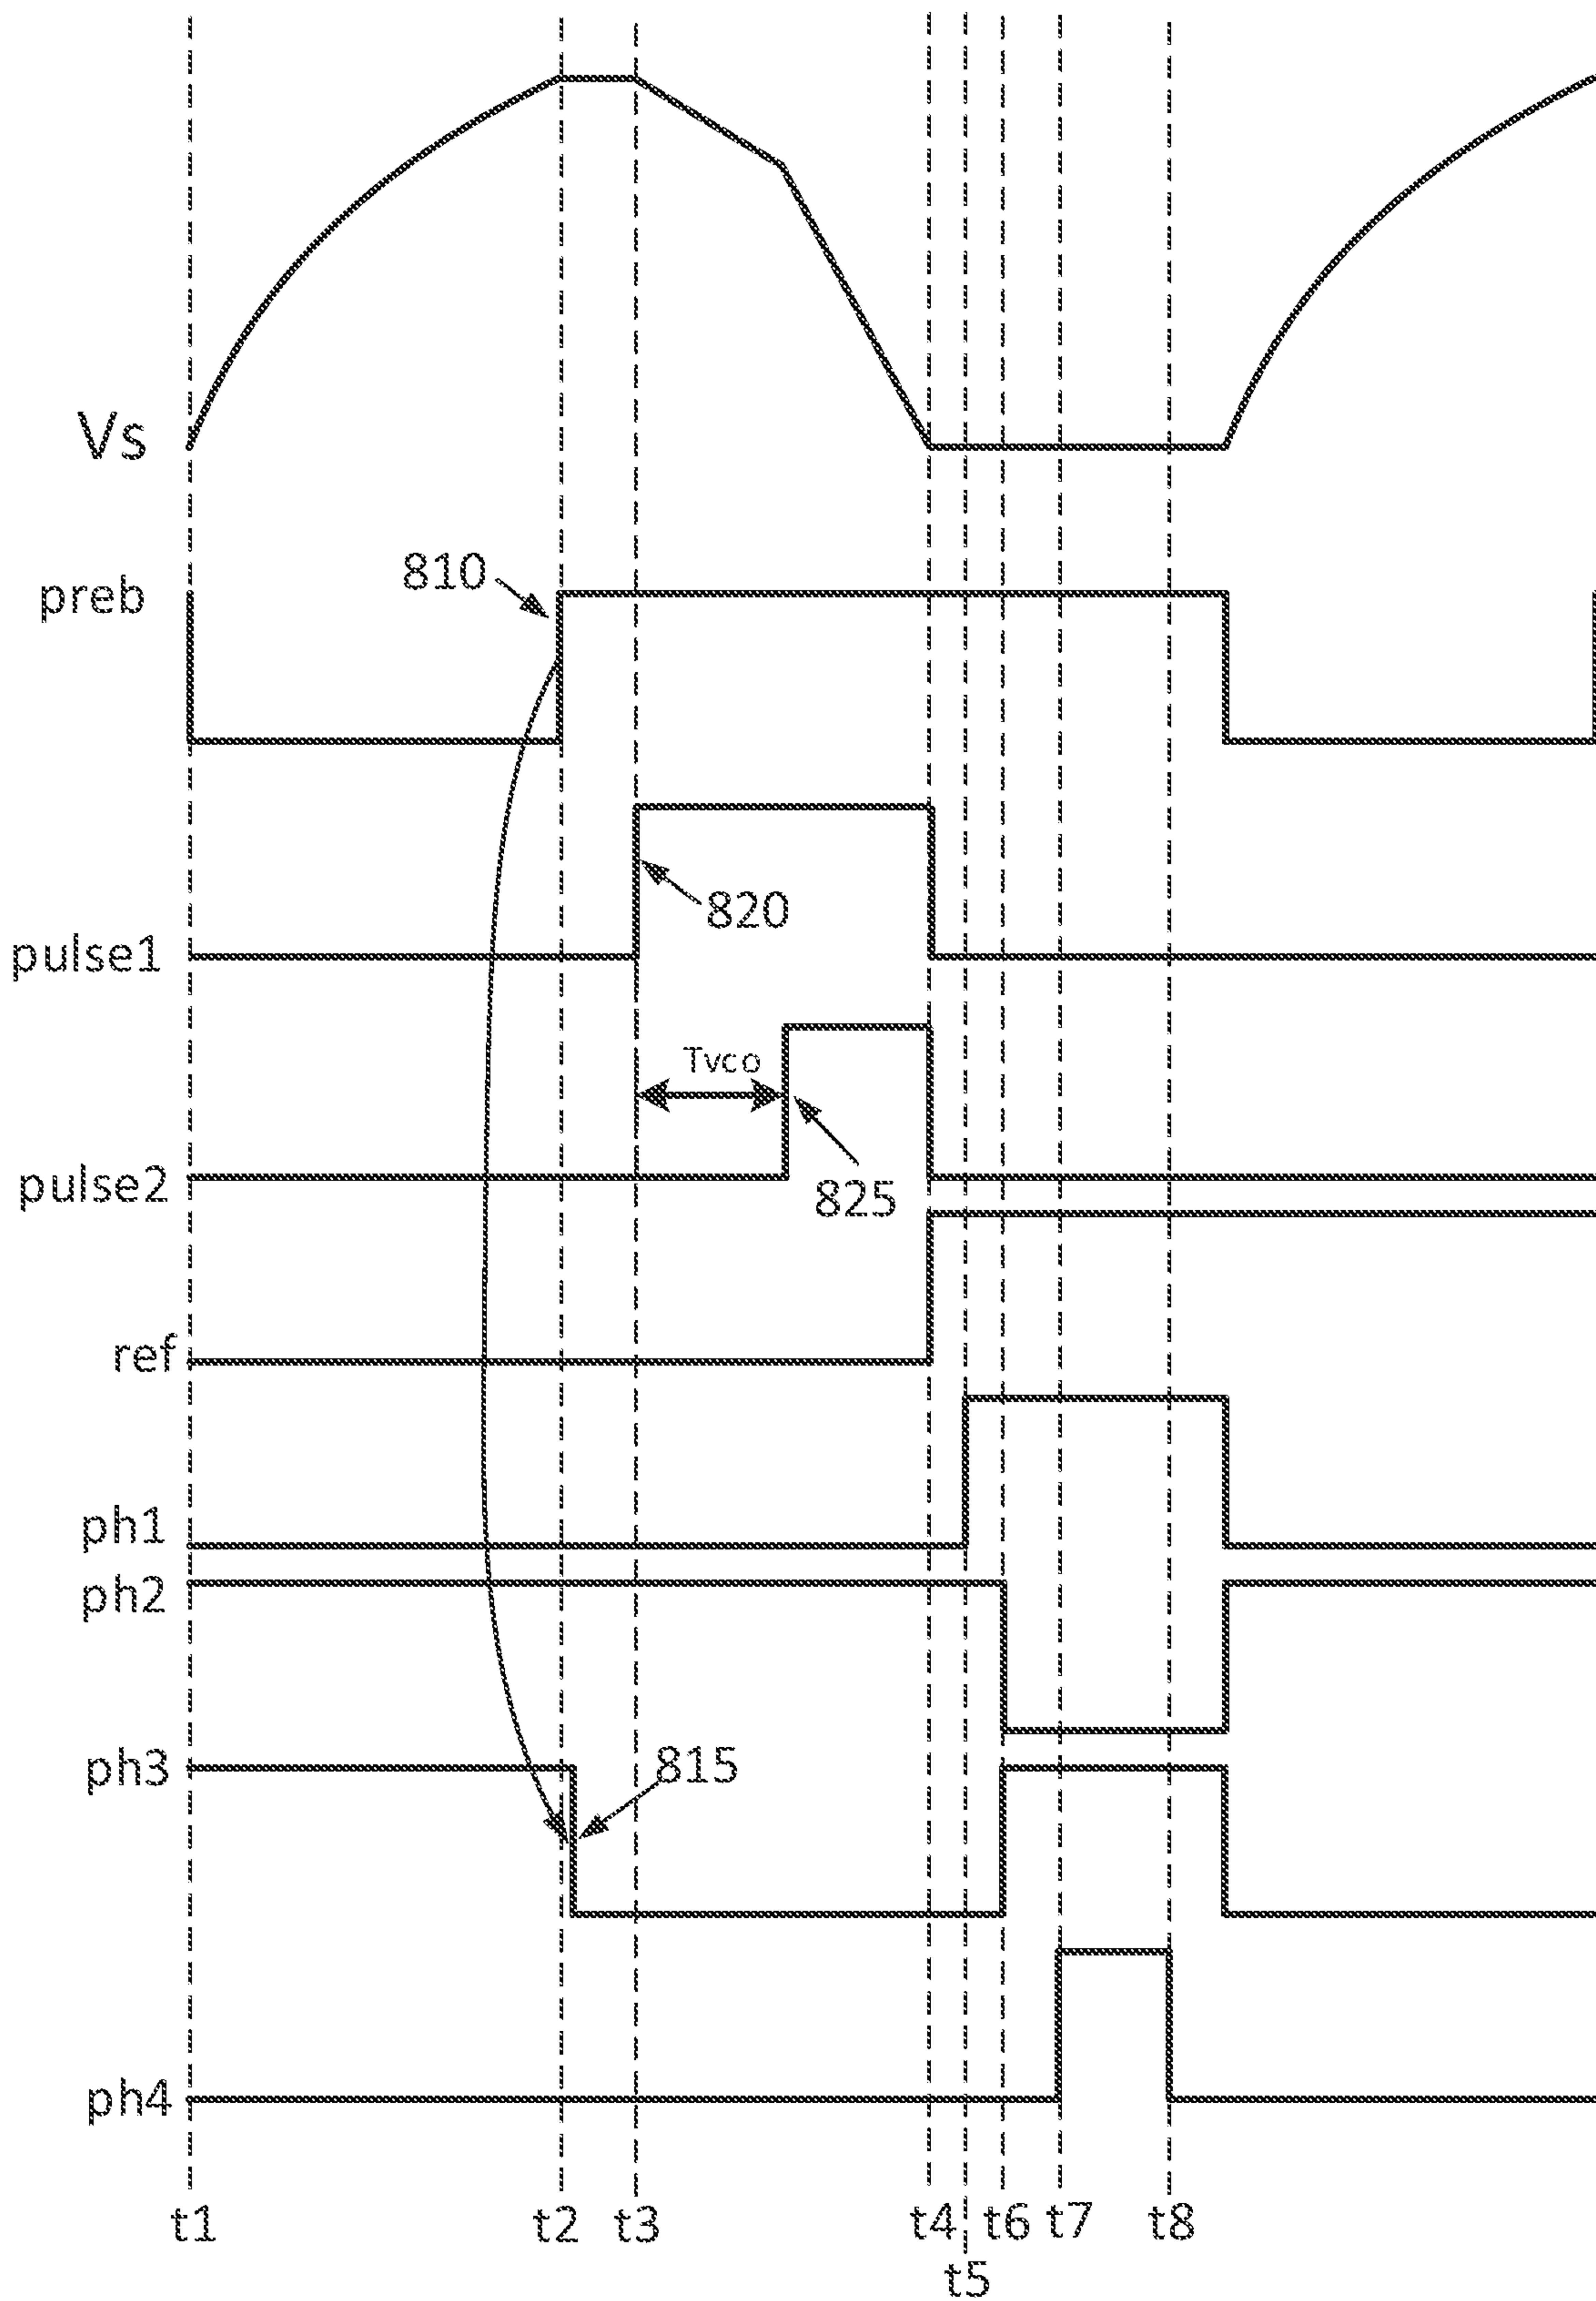 Vs
810
preb
820
pulse1
Tvco
pulse2
825
ref
ph1
ph2
ph3
815
ph4
t1
t2
t3
t4
t6
t7
t8
t5